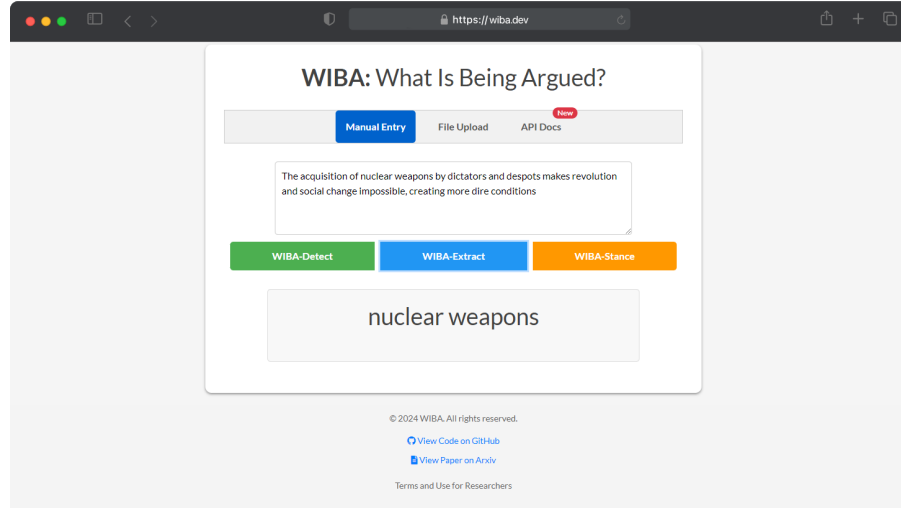 https://wiba.dev
WIBA: What Is Being Argued?
New
Manual Entry File Upload API Docs
The acquisition of nuclear weapons by dictators and despots makes revolution
and social change impossible, creating more dire conditions
WIBA-Detect WIBA-Extract WIBA-Stance
nuclear weapons
© 2024 WIBA. All rights reserved.
View Code on GitHub
View Paper on Arxiv
Terms and Use for Researchers